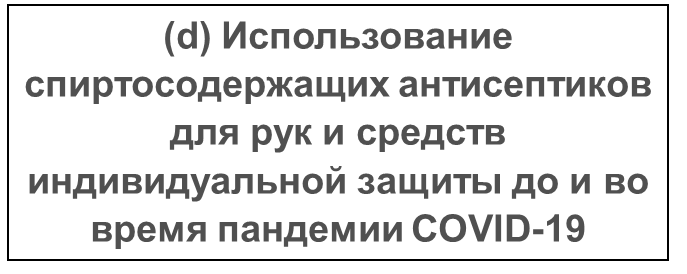 (d) Использование
спиртосодержащих антисептиков
для рук и средств
индивидуальной защиты до и во
время пандемии COVID-19